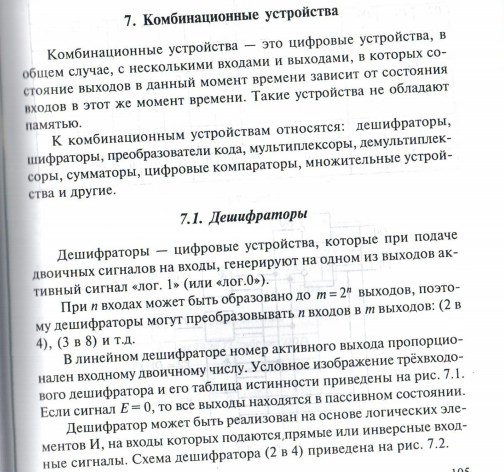 7. Комбинационные устройства
Комбинационные устройства — это цифровые устройства, в
общем случае, с несколькими входами и выходами, в которых со-
стояние выходов в данный момент времени зависит от состояния
входов в этот же момент времени. Такие устройства не обладают
памятью.
К комбинационным устройствам относятся: дешифраторы,
шифраторы, преобразователи кода, мультиплексоры, демультиплек-
соры, сумматоры, цифровые компараторы, множительные устрой-
ства и другие.
7.1. Дешифраторы
Дешифраторы — цифровые устройства, которые при подаче
двоичных сигналов на входы, генерируют на одном из выходов ак-
тивный сигнал «лог. 1» (или «лог.0»).
При n входах может быть образовано до m=2ⁿ выходов, поэто-
му дешифраторы могут преобразовывать n входов в m выходов: (2 в
4), (3 в 8) и т.д.
В линейном дешифраторе номер активного выхода пропорцио-
нален входному двоичному числу. Условное изображение трёхвходо-
вого дешифратора и его таблица истинности приведены на рис. 7.1.
Если сигнал E=0, то все выходы находятся в пассивном состоянии.
Дешифратор может быть реализован на основе логических эле-
ментов И, на входы которых подаются прямые или инверсные вход-
ные сигналы. Схема дешифратора (2 в 4) приведена на рис. 7.2.
105